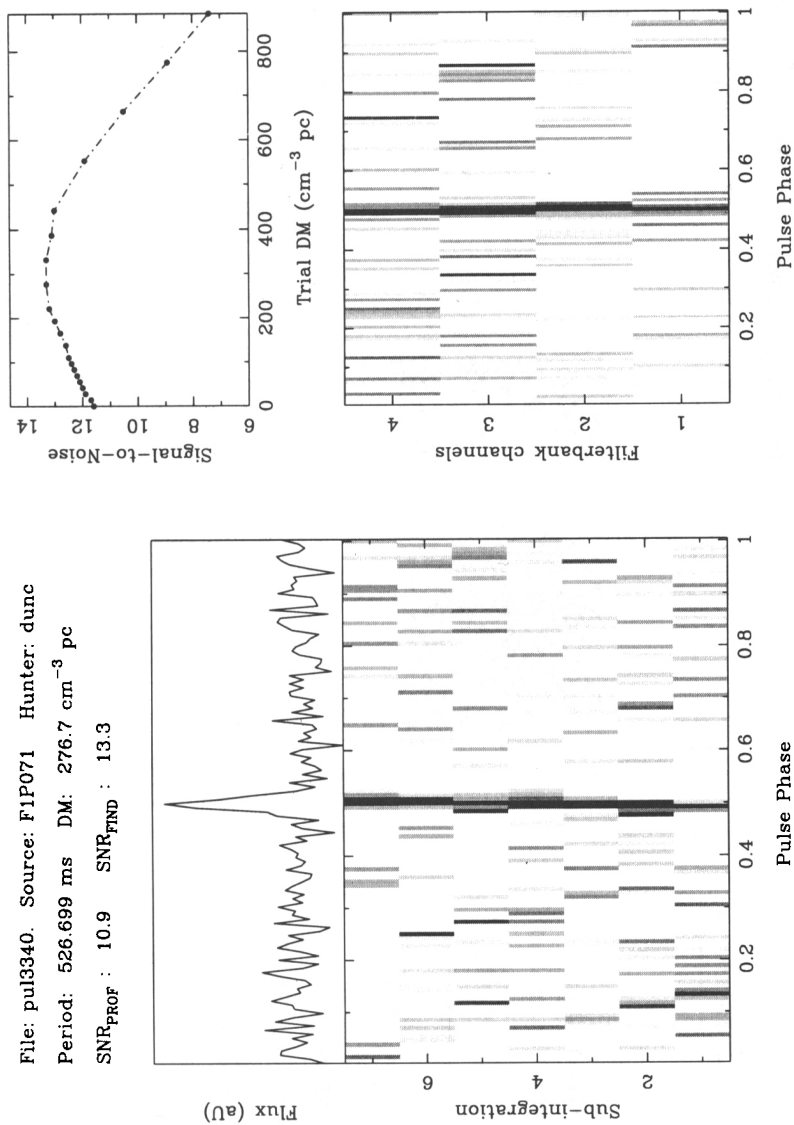 File: pul3340. Source: F1P071 Hunter: dunc
Period: 526.699 ms DM: 276.7 cm⁻³ pc
SNR_PROF : 10.9 SNR_FIND : 13.3
Flux (aU)
Sub-integration
2 4 6
0.2 0.4 0.6 0.8 1
Pulse Phase
Signal-to-Noise
6 8 10 12 14
0 200 400 600 800
Trial DM (cm⁻³ pc)
Filterbank channels
1 2 3 4
0.2 0.4 0.6 0.8 1
Pulse Phase